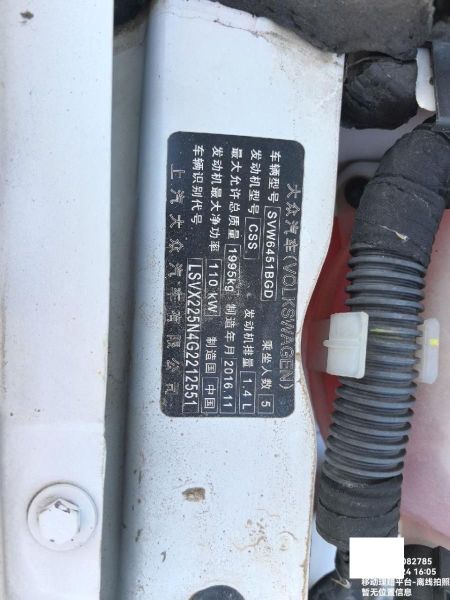 大众汽车(VOLKSWAGEN)
车辆型号 SVW6451BGD 乘坐人数 5
发动机型号 CSS 发动机排量 1.4 L
最大允许总质量 1995kg 制造年月 2016.11
发动机最大净功率 110 kW 制造国 中国
车辆识别代号 LSVX225N4G2212551
上汽大众汽车有限公司
082785
24 16:05
移动理赔平台-离线拍照
暂无位置信息